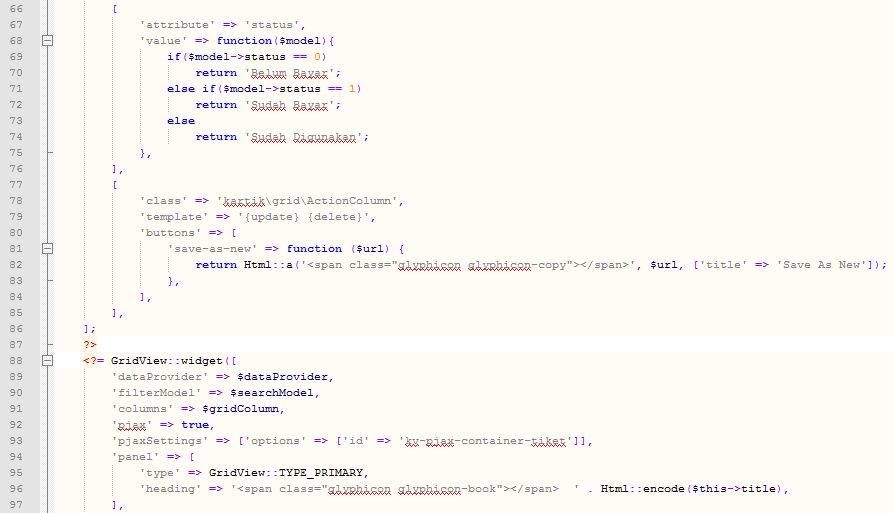 66 [
67 'attribute' => 'status',
68 'value' => function($model){
69 if($model->status == 0)
70 return 'Belum Bayar';
71 else if($model->status == 1)
72 return 'Sudah Bayar';
73 else
74 return 'Sudah Digunakan';
75 },
76 ],
77 [
78 'class' => 'kartik\grid\ActionColumn',
79 'template' => '{update} {delete}',
80 'buttons' => [
81 'save-as-new' => function ($url) {
82 return Html::a('<span class="glyphicon glyphicon-copy"></span>', $url, ['title' => 'Save As New']);
83 },
84 ],
85 ],
86 ];
87 ?>
88 <?= GridView::widget([
89 'dataProvider' => $dataProvider,
90 'filterModel' => $searchModel,
91 'columns' => $gridColumn,
92 'pjax' => true,
93 'pjaxSettings' => ['options' => ['id' => 'kv-pjax-container-tiket']],
94 'panel' => [
95 'type' => GridView::TYPE_PRIMARY,
96 'heading' => '<span class="glyphicon glyphicon-book"></span>  ' . Html::encode($this->title),
97 ],